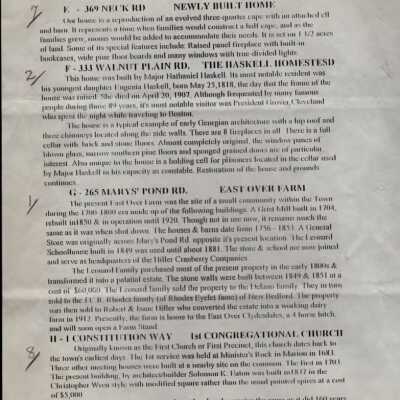 7
E - 369 NECK RD NEWLY BUILT HOME
Our house is a reproduction of an evolved three-quarter cape with an attached ell
and barn. It represents a time when families would construct a half cape, and as the
families grew, rooms would be added to accommodate their needs. It is set on 1 1/2 acres
of land. Some of its special features include: Raised panel fireplace with built-in
bookcases, wide pine floor boards and many windows with true divided lights.
2/
F - 333 WALNUT PLAIN RD. THE HASKELL HOMESTESD
This home was built by Major Nathaniel Haskell. Its most notable resident was
his youngest daughter Eugenia Haskell, born May 25,1818, the day that the frame of the
house was raised. She died on April 20, 1907. Although frequented by many famous
people during those 89 years, it's most notable visitor was President Grover Cleveland
who spent the night while traveling to Boston.
The house is a typical example of early Georgian architecture with a hip roof and
three chimneys located along the side walls. There are 8 fireplaces in all. There is a full
cellar with brick and stone floors. Almost completely original, the window panes of
blown glass, narrow southern pine floors and sponged grained doors are of particular
interest. Also unique to the house is a holding cell for prisoners located in the cellar used
by Major Haskell in his capacity as constable. Restoration of the house and grounds
continues.
1/
G - 265 MARYS' POND RD. EAST OVER FARM
The present East Over Farm was the site of a small community within the Town
during the 1700-1800 era made up of the following buildings. A Grist Mill built in 1704,
rebuilt in1850 & in operation until 1920. Though not in use now, it remains much the
same as it was when shut down. The houses & barns date from 1756 - 1851. A General
Store was originally across Mary's Pond Rd. opposite it's present location. The Leonard
Schoolhouse built in 1849 was until about 1881. The store & school are now joined
and serve as headquarters of the Hiller Cranberry Companies.
The Leonard Family purchased most of the present property in the early 1800s &
transformed it into a palatial estate. The stone walls were built between 1849 & 1851 at a
cost of $60,000. The Leonard family sold the property to the Delano family. They in turn
sold to the J.C.R. Rhodes family (of Rhodes Eyelet fame) of New Bedford. The property
was then sold to Robert & Isaac Hiller who converted the estate into a working dairy
farm in 1912. Presently, the farm is home to the East Over Clydesdales, a 4 horse hitch,
and will soon open a Farm Stand.
8/
H - 1 CONSTITUTION WAY 1st CONGREGATIONAL CHURCH
Originally known as the First Church or First Precinct, this church dates back to
the town's earliest days. The 1st service was held at Minister's Rock in Marion in 1683.
Three other meeting houses were built at a nearby site on the common. The first in 1703.
The present building, by architect/builder Solomon K. Eaton was built in1837 in the
Christopher Wren style with modified square rather than the usual pointed spires at a cost
of $5,000